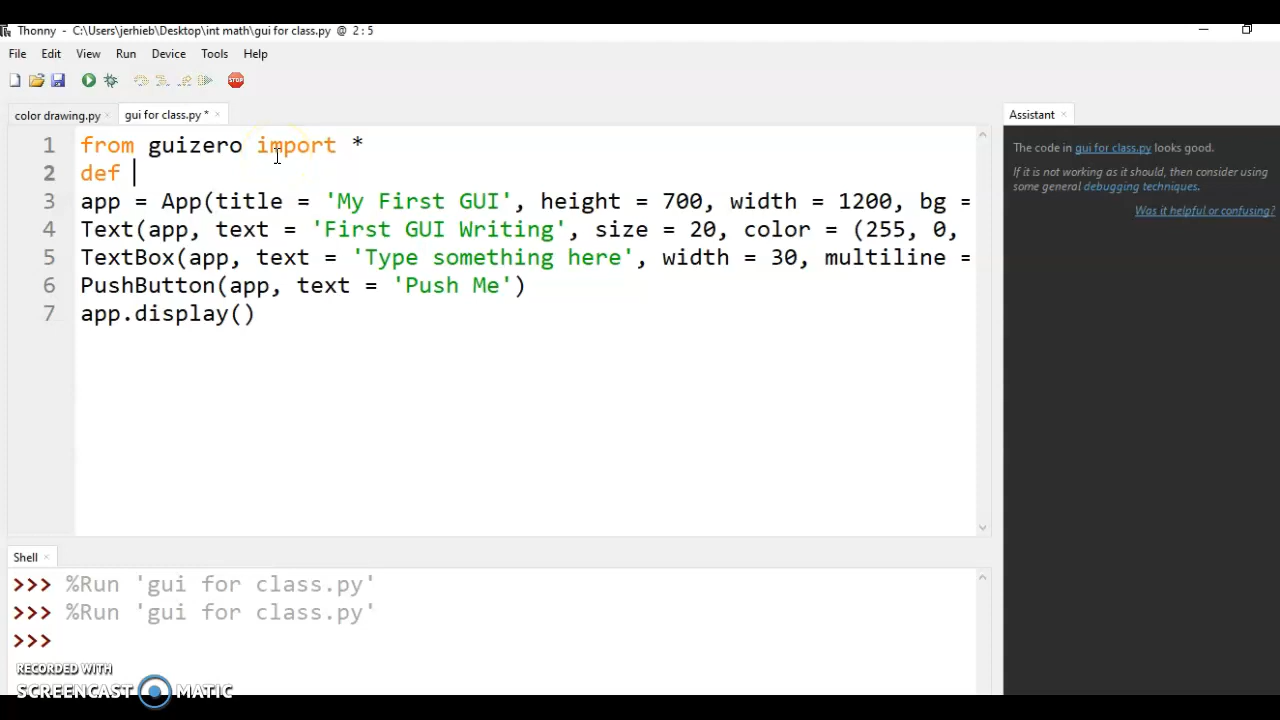 Thonny - C:\Users\jerhieb\Desktop\int math\gui for class.py @ 2:5
File Edit View Run Device Tools Help
STOP
color drawing.py × gui for class.py * × Assistant ×
1 from guizero import *
2 def
3 app = App(title = 'My First GUI', height = 700, width = 1200, bg =
4 Text(app, text = 'First GUI Writing', size = 20, color = (255, 0,
5 TextBox(app, text = 'Type something here', width = 30, multiline =
6 PushButton(app, text = 'Push Me')
7 app.display()
The code in gui for class.py looks good.
If it is not working as it should, then consider using
some general debugging techniques.
Was it helpful or confusing?
Shell ×
>>> %Run 'gui for class.py'
>>> %Run 'gui for class.py'
>>>
RECORDED WITH
SCREENCAST MATIC